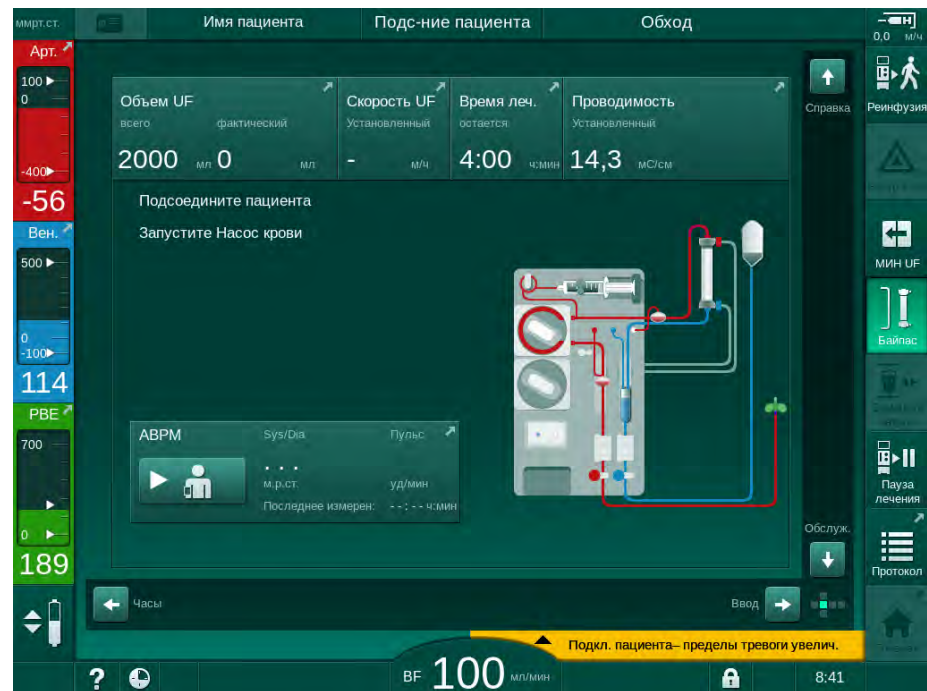 ммрт.ст.
Имя пациента
Подс-ние пациента
Обход
0,0 м/ч
Арт.
100
0
-400
-56
Вен.
500
0
-100
114
PBE
700
0
189
Объем UF
всего фактический
2000 мл 0 мл
Скорость UF
Установленный
- м/ч
Время леч.
остается
4:00 ч:мин
Проводимость
Установленный
14,3 мС/см
Подсоедините пациента
Запустите Насос крови
ABPM Sys/Dia Пульс
м.р.ст. уд/мин
Последнее измерен: --:-- ч:мин
Справка
Обслуж.
Реинфузия
МИН UF
Байпас
Пауза
лечения
Протокол
Часы
Ввод
Подкл. пациента– пределы тревоги увелич.
?
BF 100 мл/мин
8:41